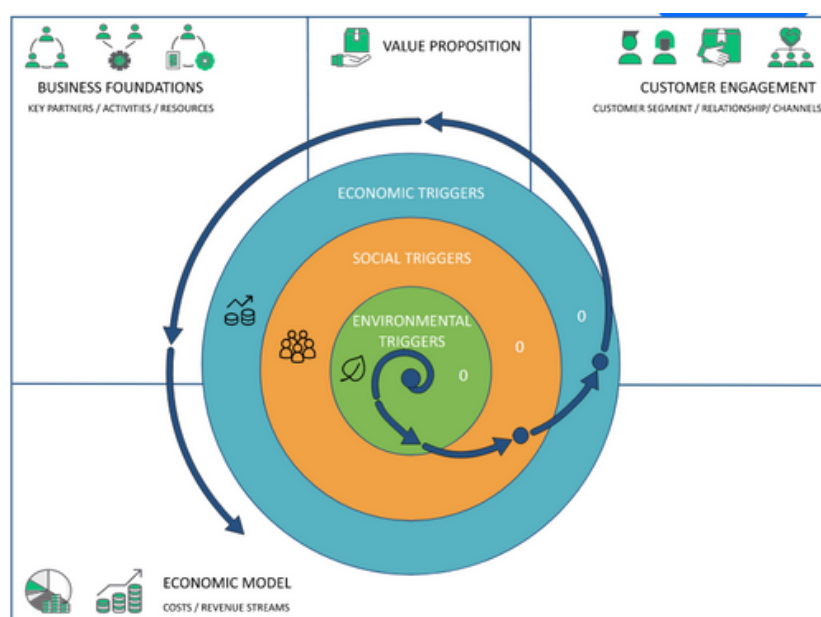 BUSINESS FOUNDATIONS
KEY PARTNERS / ACTIVITIES / RESOURCES
VALUE PROPOSITION
CUSTOMER ENGAGEMENT
CUSTOMER SEGMENT / RELATIONSHIP/ CHANNELS
ECONOMIC TRIGGERS
SOCIAL TRIGGERS
ENVIRONMENTAL
TRIGGERS
0
0
0
ECONOMIC MODEL
COSTS / REVENUE STREAMS